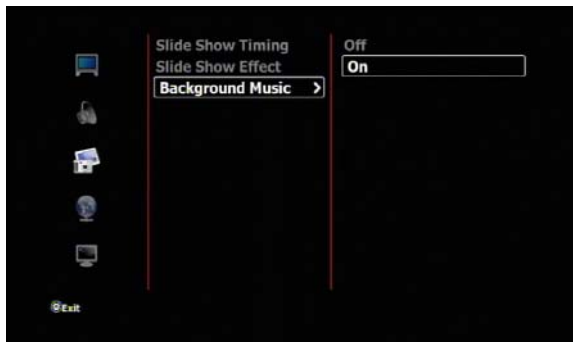 Slide Show Timing
Slide Show Effect
Background Music >
Off
On
Exit